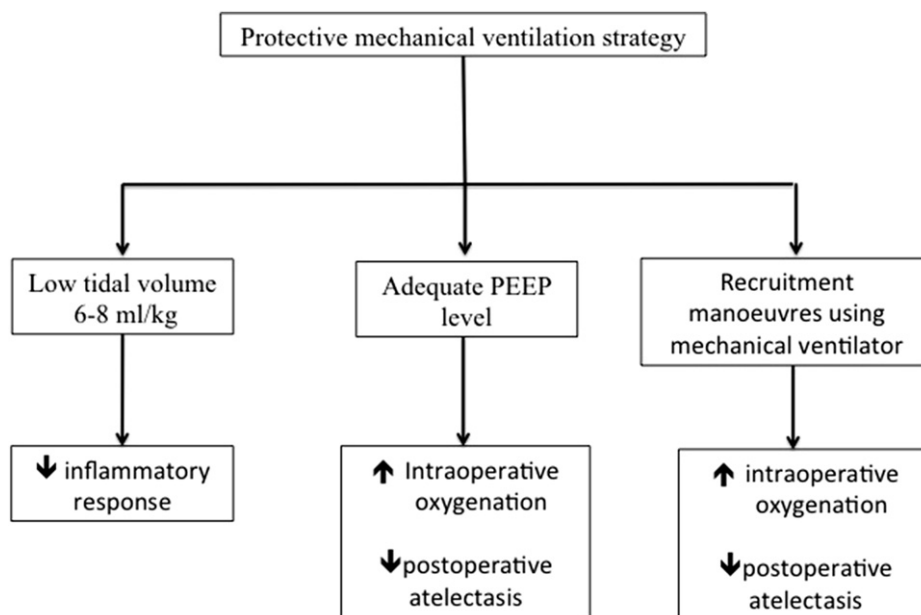 Protective mechanical ventilation strategy
Low tidal volume
6-8 ml/kg
Adequate PEEP
level
Recruitment
manoeuvres using
mechanical ventilator
↓ inflammatory
response
↑ Intraoperative
oxygenation
↓postoperative
atelectasis
↑ intraoperative
oxygenation
↓postoperative
atelectasis